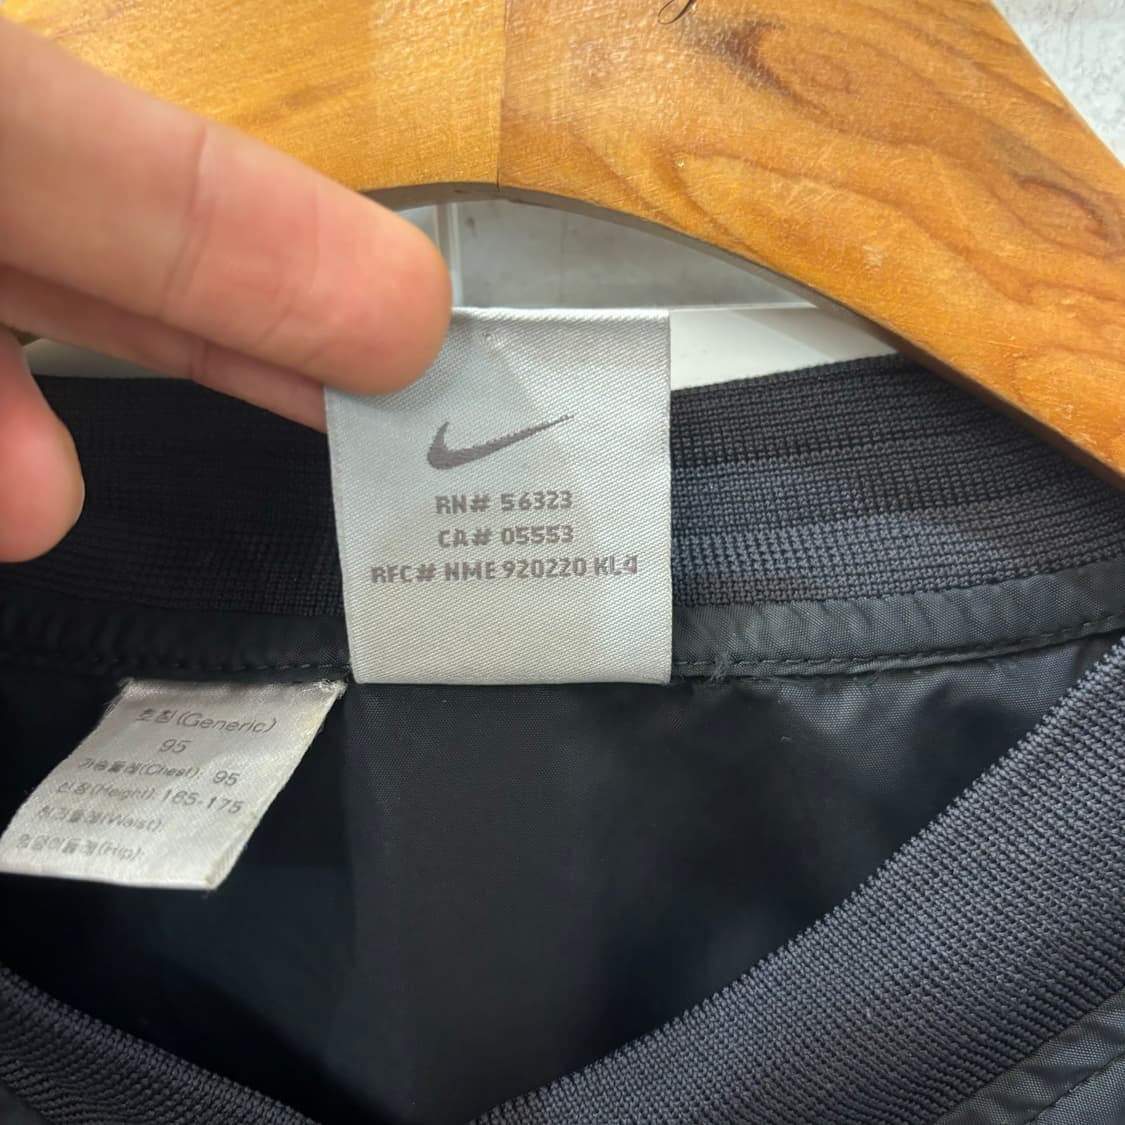 RN# 56323
CA# 05553
RFC# NME 920220 KL4
호칭(Generic)
95
가슴둘레(Chest): 95
신장(Height): 165-175
허리둘레(Waist):
엉덩이둘레(Hip):